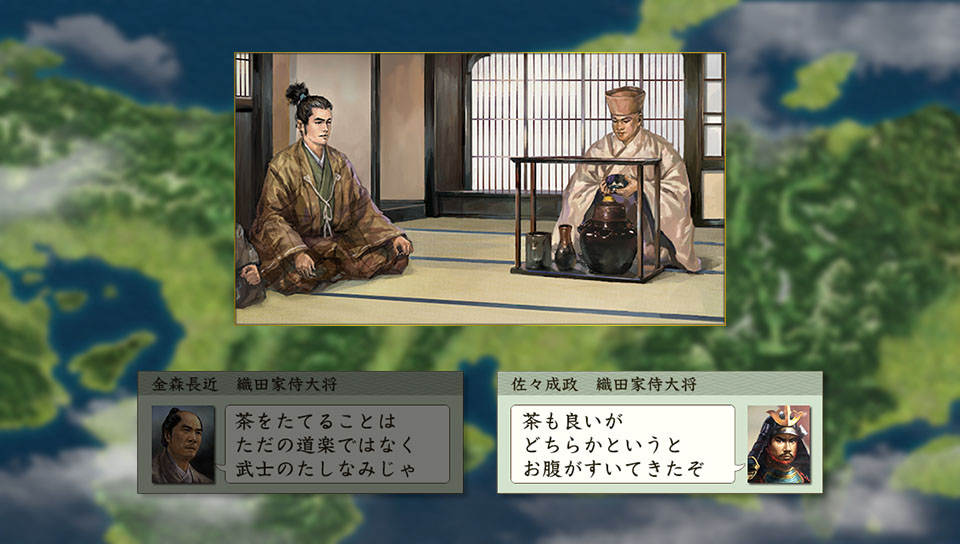 金森長近　織田家侍大将
茶をたてることは
ただの道楽ではなく
武士のたしなみじゃ
佐々成政　織田家侍大将
茶も良いが
どちらかというと
お腹がすいてきたぞ